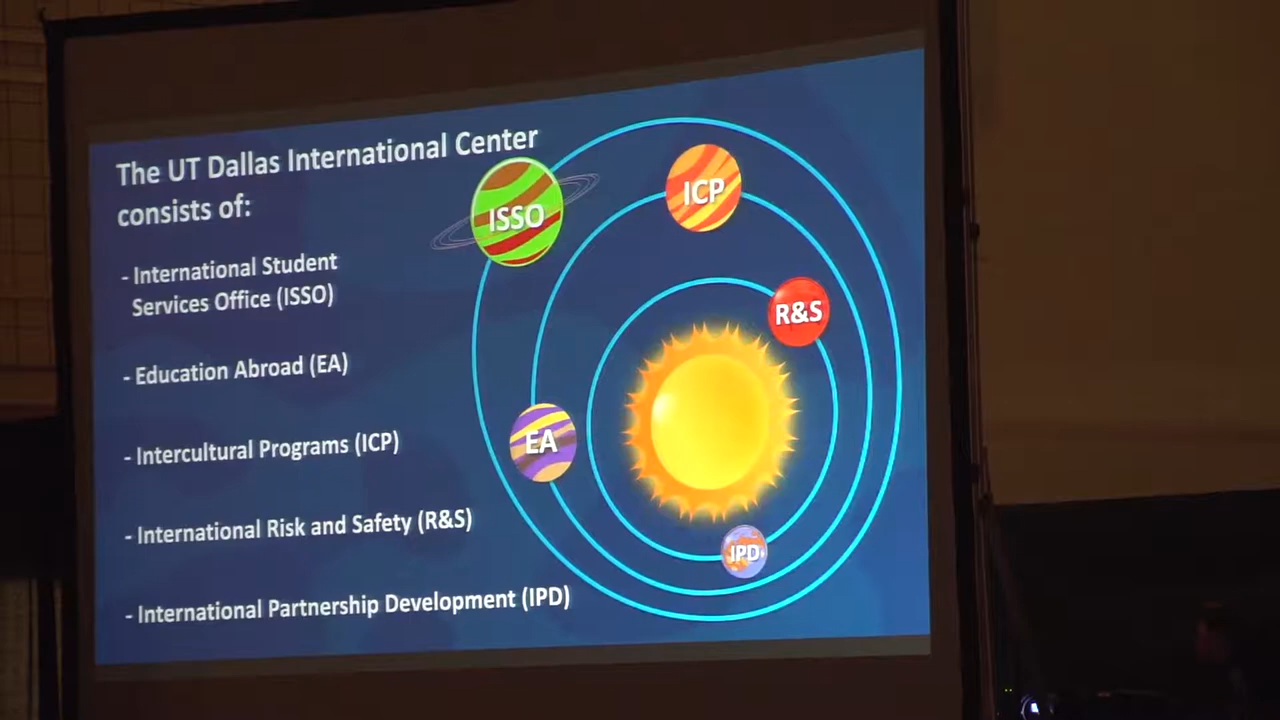 The UT Dallas International Center
consists of:
- International Student
Services Office (ISSO)
- Education Abroad (EA)
- Intercultural Programs (ICP)
- International Risk and Safety (R&S)
- International Partnership Development (IPD)
ISSO
ICP
R&S
EA
IPD